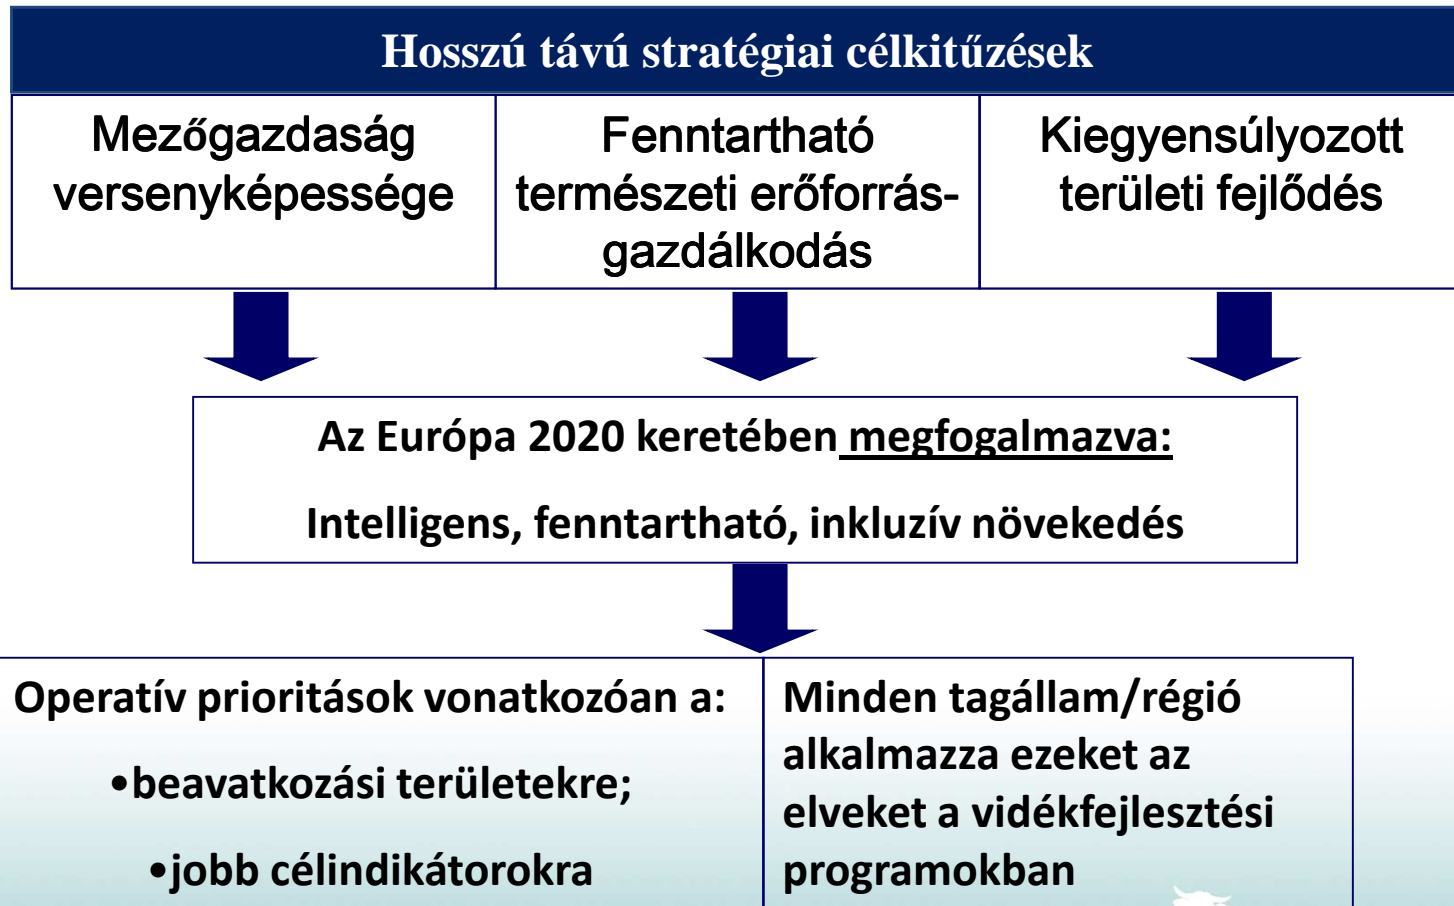 Hosszú távú stratégiai célkitűzések
Mezőgazdaság
versenyképessége
Fenntartható
természeti erőforrás-
gazdálkodás
Kiegyensúlyozott
területi fejlődés
Az Európa 2020 keretében megfogalmazva:
Intelligens, fenntartható, inkluzív növekedés
Operatív prioritások vonatkozóan a:
•beavatkozási területekre;
•jobb célindikátorokra
Minden tagállam/régió
alkalmazza ezeket az
elveket a vidékfejlesztési
programokban